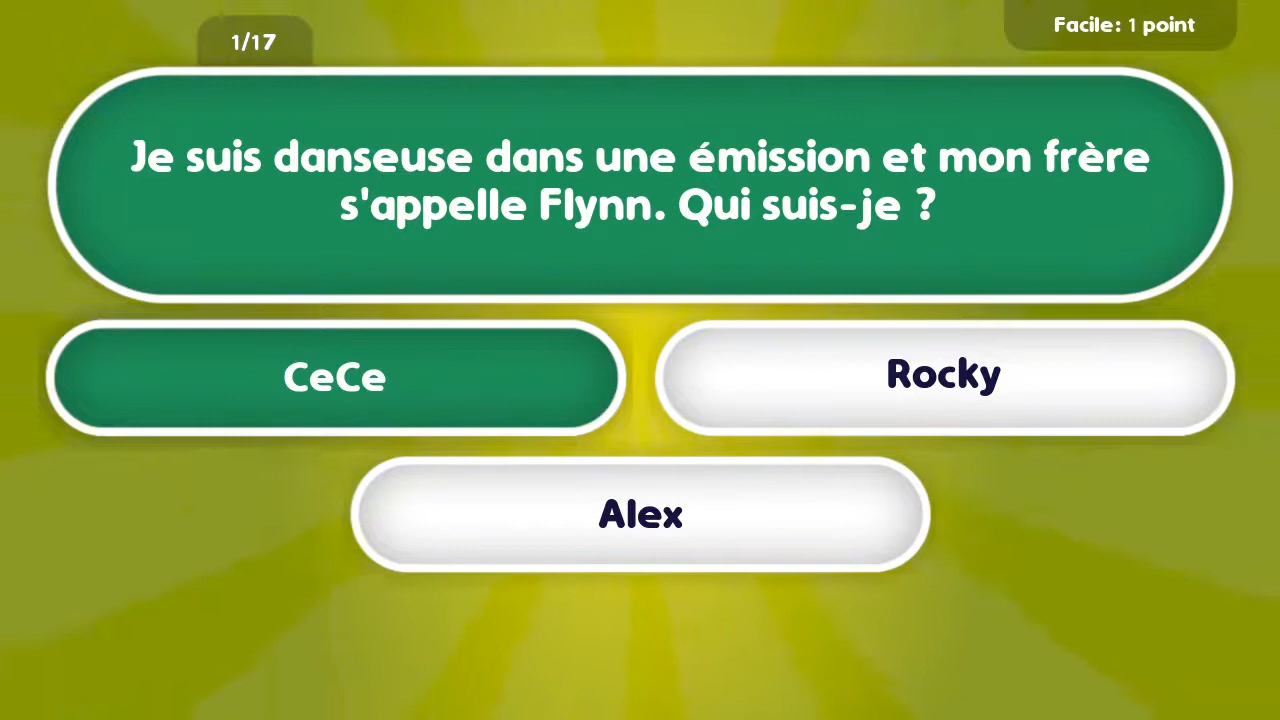 1/17
Facile: 1 point
Je suis danseuse dans une émission et mon frère
s'appelle Flynn. Qui suis-je ?
CeCe
Rocky
Alex